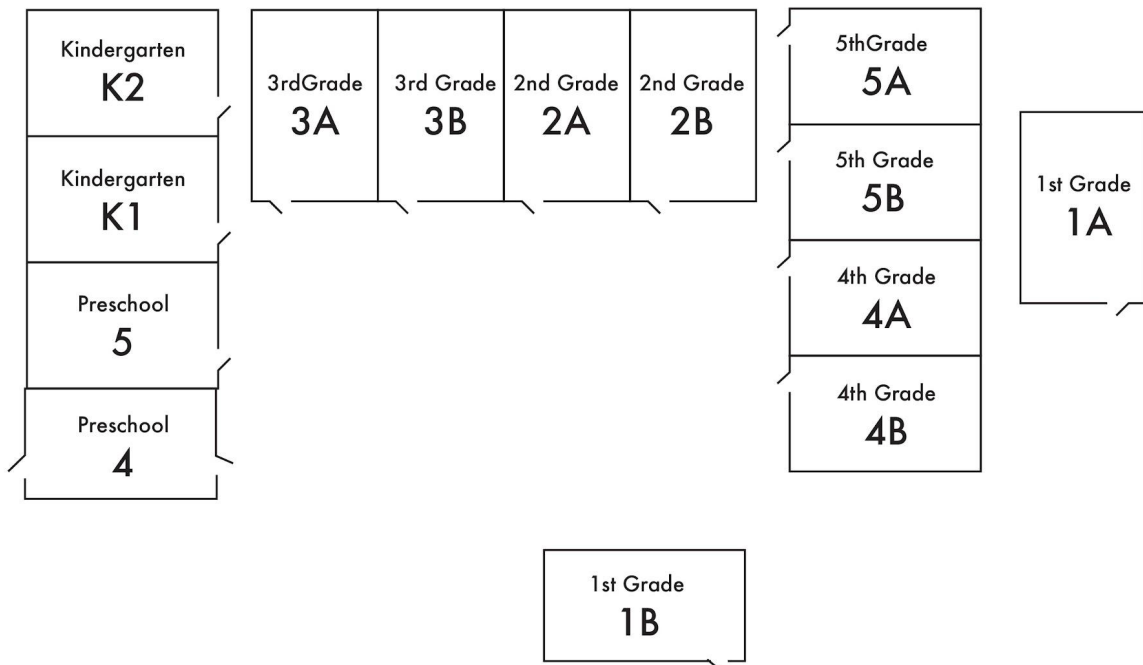 Kindergarten
K2
Kindergarten
K1
Preschool
5
Preschool
4
3rdGrade
3A
3rd Grade
3B
2nd Grade
2A
2nd Grade
2B
5thGrade
5A
5th Grade
5B
4th Grade
4A
4th Grade
4B
1st Grade
1A
1st Grade
1B